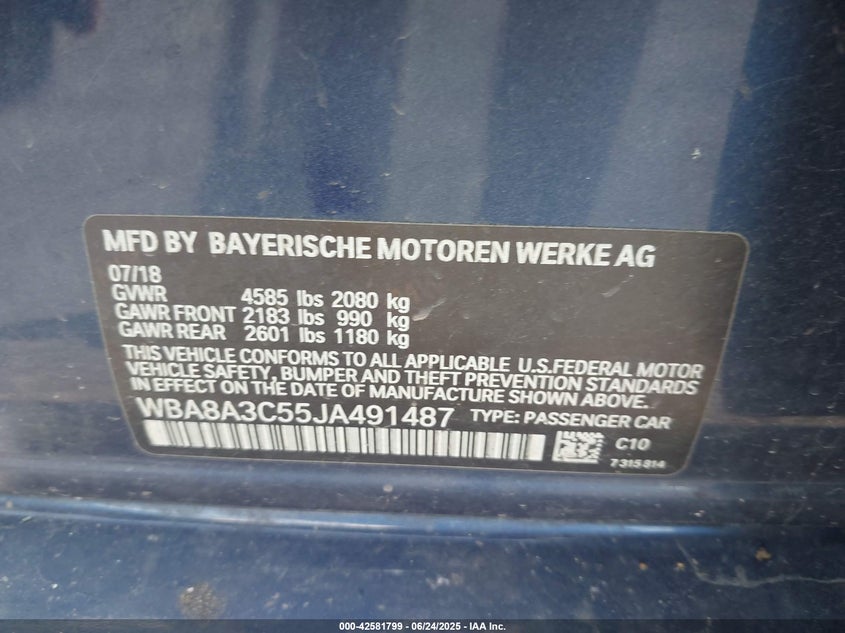 MFD BY BAYERISCHE MOTOREN WERKE AG
07/18
GVWR 4585 lbs 2080 kg
GAWR FRONT 2183 lbs 990 kg
GAWR REAR 2601 lbs 1180 kg
THIS VEHICLE CONFORMS TO ALL APPLICABLE U.S.FEDERAL MOTOR
VEHICLE SAFETY, BUMPER AND THEFT PREVENTION STANDARDS IN
EFFECT ON THE DATE OF MANUFACTURE SHOWN ABOVE.
WBA8A3C55JA491487 TYPE: PASSENGER CAR
C10
7315814
000-42581799 - 06/24/2025 - IAA Inc.